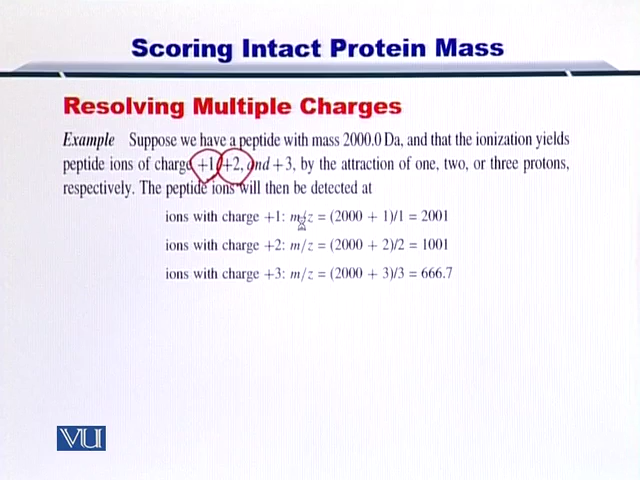 Scoring Intact Protein Mass
Resolving Multiple Charges
Example Suppose we have a peptide with mass 2000.0 Da, and that the ionization yields
peptide ions of charge +1, +2, and +3, by the attraction of one, two, or three protons,
respectively. The peptide ions will then be detected at
ions with charge +1: m/z = (2000 + 1)/1 = 2001
ions with charge +2: m/z = (2000 + 2)/2 = 1001
ions with charge +3: m/z = (2000 + 3)/3 = 666.7
VU